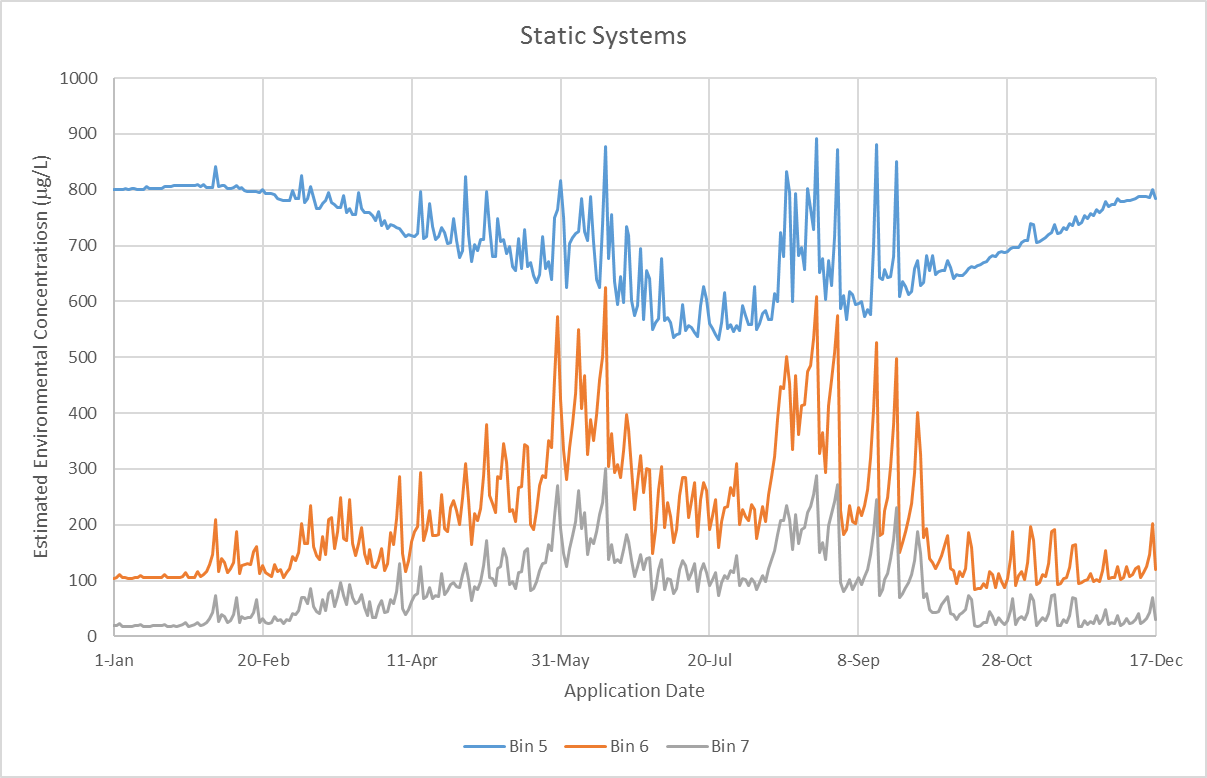 Static Systems
Estimated Environmental Concentratiosn (µg/L)
1000
900
800
700
600
500
400
300
200
100
0
1-Jan 20-Feb 11-Apr 31-May 20-Jul 8-Sep 28-Oct 17-Dec
Application Date
Bin 5 Bin 6 Bin 7